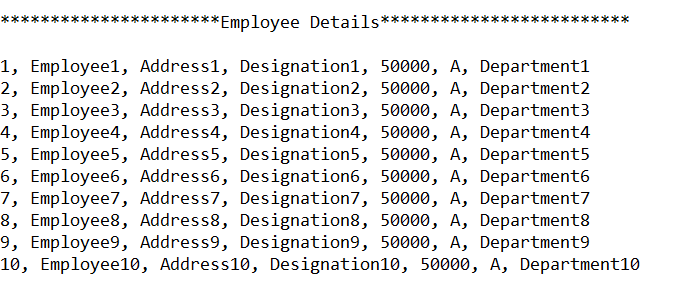 **********************Employee Details*************************
1, Employee1, Address1, Designation1, 50000, A, Department1
2, Employee2, Address2, Designation2, 50000, A, Department2
3, Employee3, Address3, Designation3, 50000, A, Department3
4, Employee4, Address4, Designation4, 50000, A, Department4
5, Employee5, Address5, Designation5, 50000, A, Department5
6, Employee6, Address6, Designation6, 50000, A, Department6
7, Employee7, Address7, Designation7, 50000, A, Department7
8, Employee8, Address8, Designation8, 50000, A, Department8
9, Employee9, Address9, Designation9, 50000, A, Department9
10, Employee10, Address10, Designation10, 50000, A, Department10